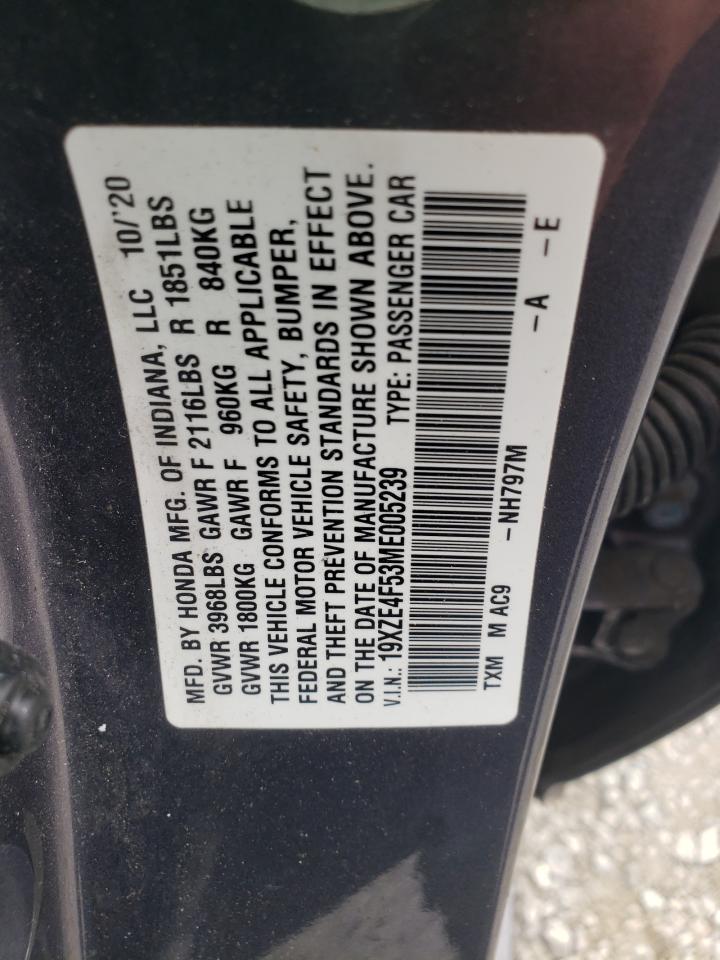 MFD. BY HONDA MFG. OF INDIANA, LLC 10/'20
GVWR 3968LBS GAWR F 2116LBS R 1851LBS
GVWR 1800KG GAWR F 960KG R 840KG
THIS VEHICLE CONFORMS TO ALL APPLICABLE
FEDERAL MOTOR VEHICLE SAFETY, BUMPER,
AND THEFT PREVENTION STANDARDS IN EFFECT
ON THE DATE OF MANUFACTURE SHOWN ABOVE.
V.I.N.: 19XZE4F53ME005239 TYPE: PASSENGER CAR
TXM M AC9 -NH797M -A -E